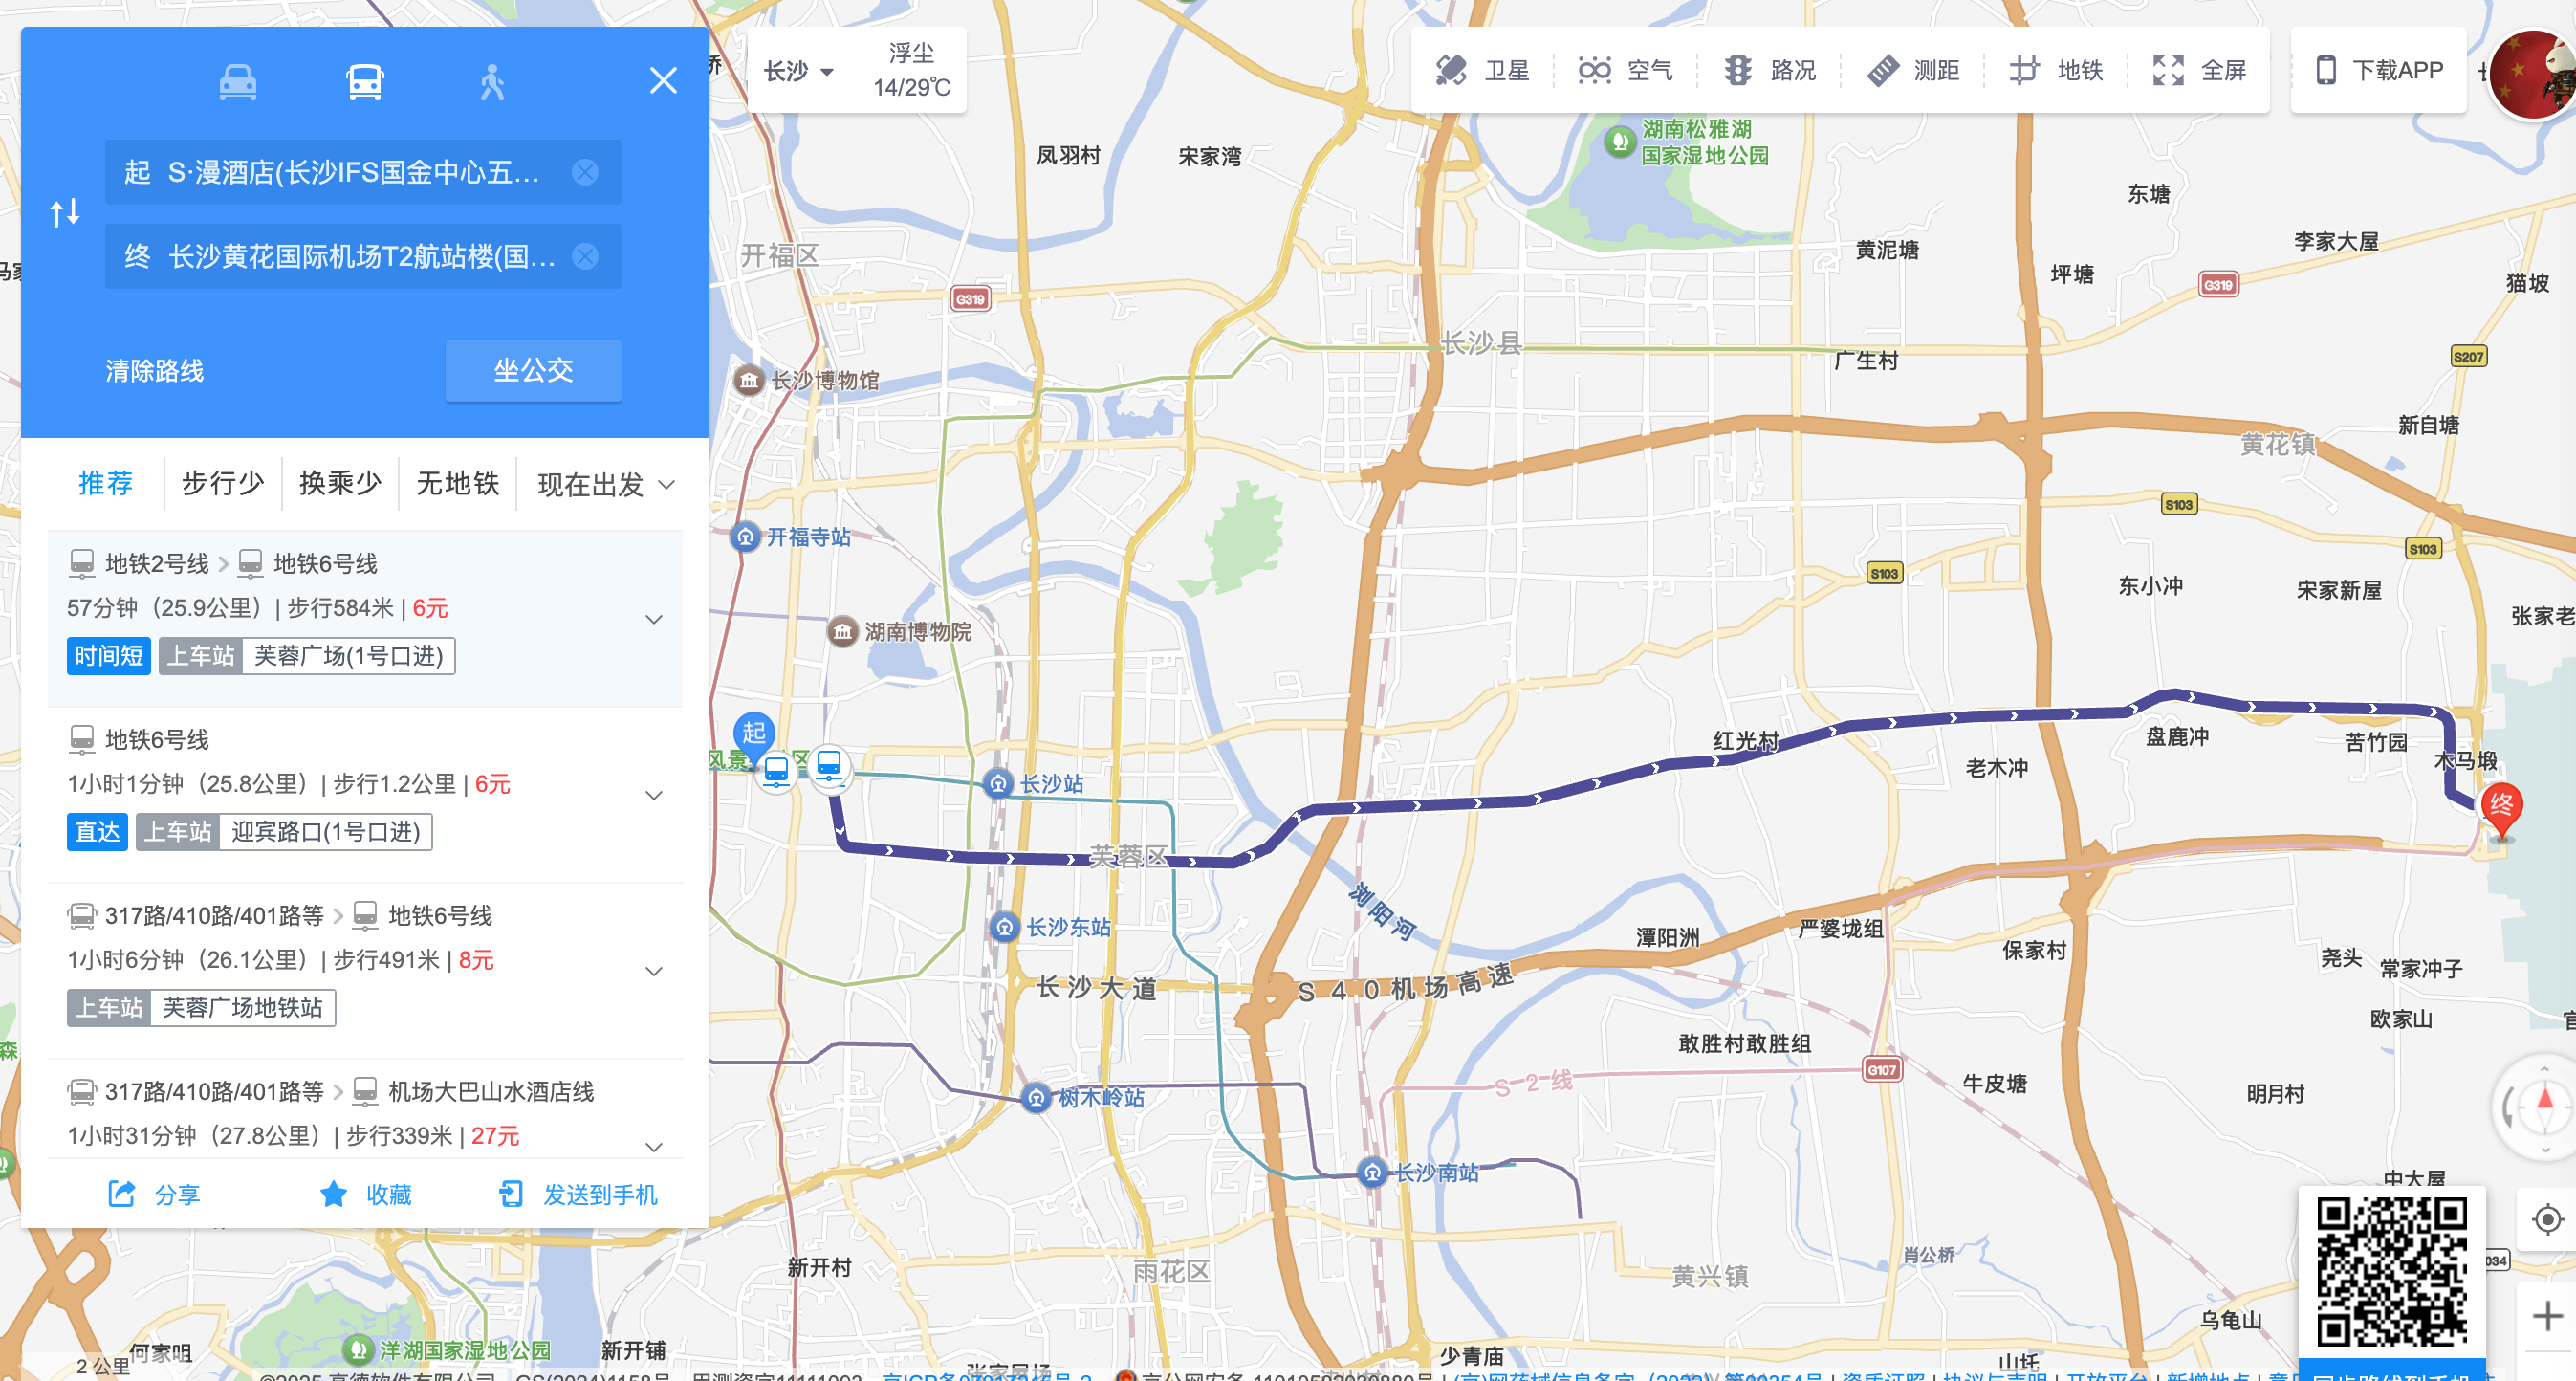 起 S·漫酒店(长沙IFS国金中心五...
终 长沙黄花国际机场T2航站楼(国...
清除路线
坐公交
推荐
步行少
换乘少
无地铁
现在出发
地铁2号线 > 地铁6号线
57分钟（25.9公里）| 步行584米 | 6元
时间短 上车站 芙蓉广场(1号口进)
地铁6号线
1小时1分钟（25.8公里）| 步行1.2公里 | 6元
直达 上车站 迎宾路口(1号口进)
317路/410路/401路等 > 地铁6号线
1小时6分钟（26.1公里）| 步行491米 | 8元
上车站 芙蓉广场地铁站
317路/410路/401路等 > 机场大巴山水酒店线
1小时31分钟（27.8公里）| 步行339米 | 27元
分享
收藏
发送到手机
长沙
浮尘
14/29℃
卫星
空气
路况
测距
地铁
全屏
下载APP
凤羽村
宋家湾
湖南松雅湖
国家湿地公园
东塘
李家大屋
黄泥塘
坪塘
猫坡
开福区
G319
G319
长沙县
广生村
S207
长沙博物馆
新自塘
黄花镇
S103
S103
S103
开福寺站
东小冲
宋家新屋
张家老
湖南博物院
起
风景
区
长沙站
红光村
盘鹿冲
苦竹园
木马塅
老木冲
终
芙蓉区
浏阳河
长沙东站
潭阳洲
严婆垅组
保家村
尧头
常家冲子
长沙大道
S40机场高速
欧家山
敢胜村敢胜组
S2线
G107
牛皮塘
明月村
树木岭站
长沙南站
中大屋
新开村
雨花区
黄兴镇
肖公桥
034
乌龟山
洋湖国家湿地公园
新开铺
何家咀
2 公里
少青庙
山圫
森